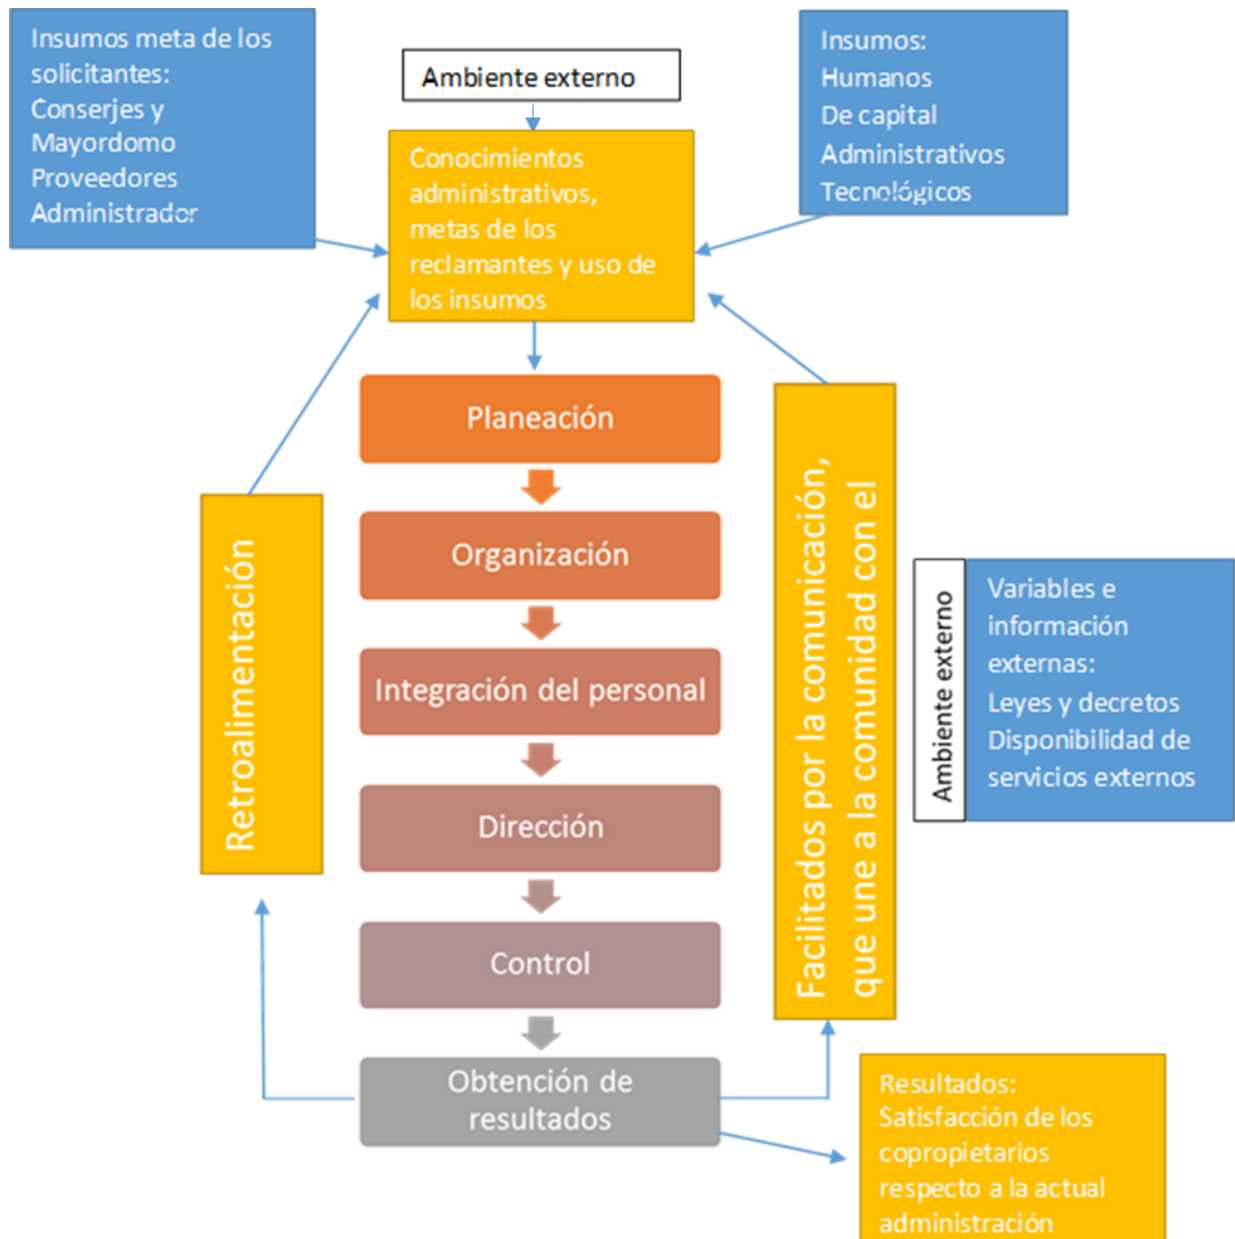 Insumos meta de los
solicitantes:
Conserjes y
Mayordomo
Proveedores
Administrador
Ambiente externo
Insumos:
Humanos
De capital
Administrativos
Tecnológicos
Conocimientos
administrativos,
metas de los
reclamantes y uso de
los insumos
Planeación
Organización
Integración del personal
Dirección
Control
Obtención de
resultados
Retroalimentación
Facilitados por la comunicación,
que une a la comunidad con el
Ambiente externo
Variables e
información
externas:
Leyes y decretos
Disponibilidad de
servicios externos
Resultados:
Satisfacción de los
copropietarios
respecto a la actual
administración